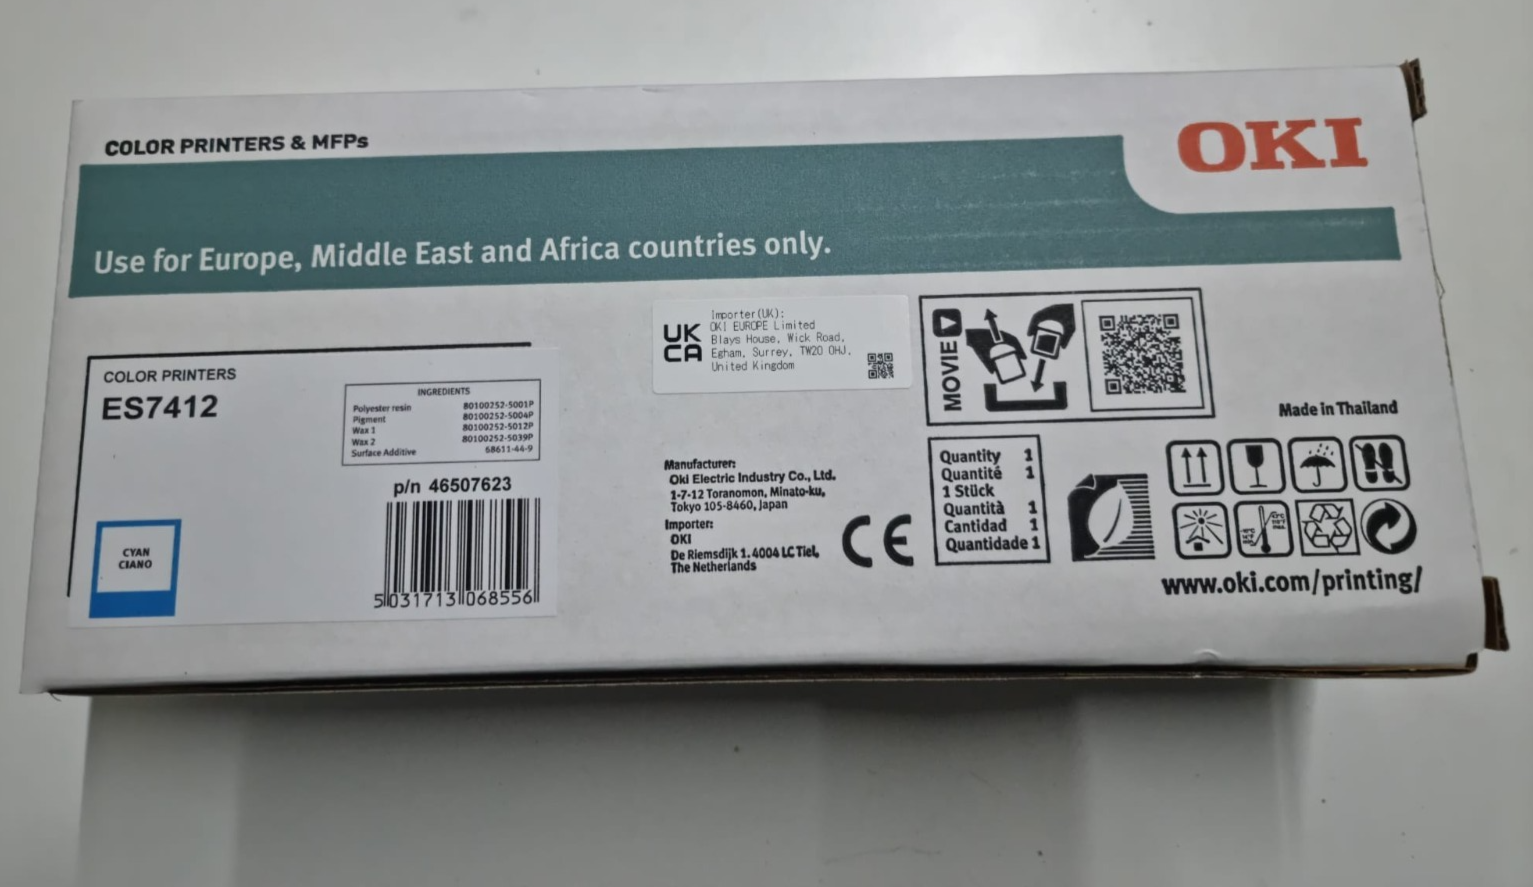 COLOR PRINTERS & MFPs
OKI
Use for Europe, Middle East and Africa countries only.
COLOR PRINTERS
ES7412
INGREDIENTS
Polyester resin 80100252-5001P
Pigment 80100252-5004P
Wax 1 80100252-5012P
Wax 2 80100252-5039P
Surface Additive 68611-44-9
p/n 46507623
CYAN
CIANO
5031713068556
UK
CA
Importer(UK):
OKI EUROPE Limited
Blays House, Wick Road,
Egham, Surrey, TW20 0HJ,
United Kingdom
MOVIE
Manufacturer:
Oki Electric Industry Co., Ltd.
1-7-12 Toranomon, Minato-ku,
Tokyo 105-8460, Japan
Importer:
OKI
De Riemsdijk 1. 4004 LC Tiel,
The Netherlands
CE
Quantity 1
Quantité 1
1 Stück
Quantità 1
Cantidad 1
Quantidade 1
Made in Thailand
www.oki.com/printing/